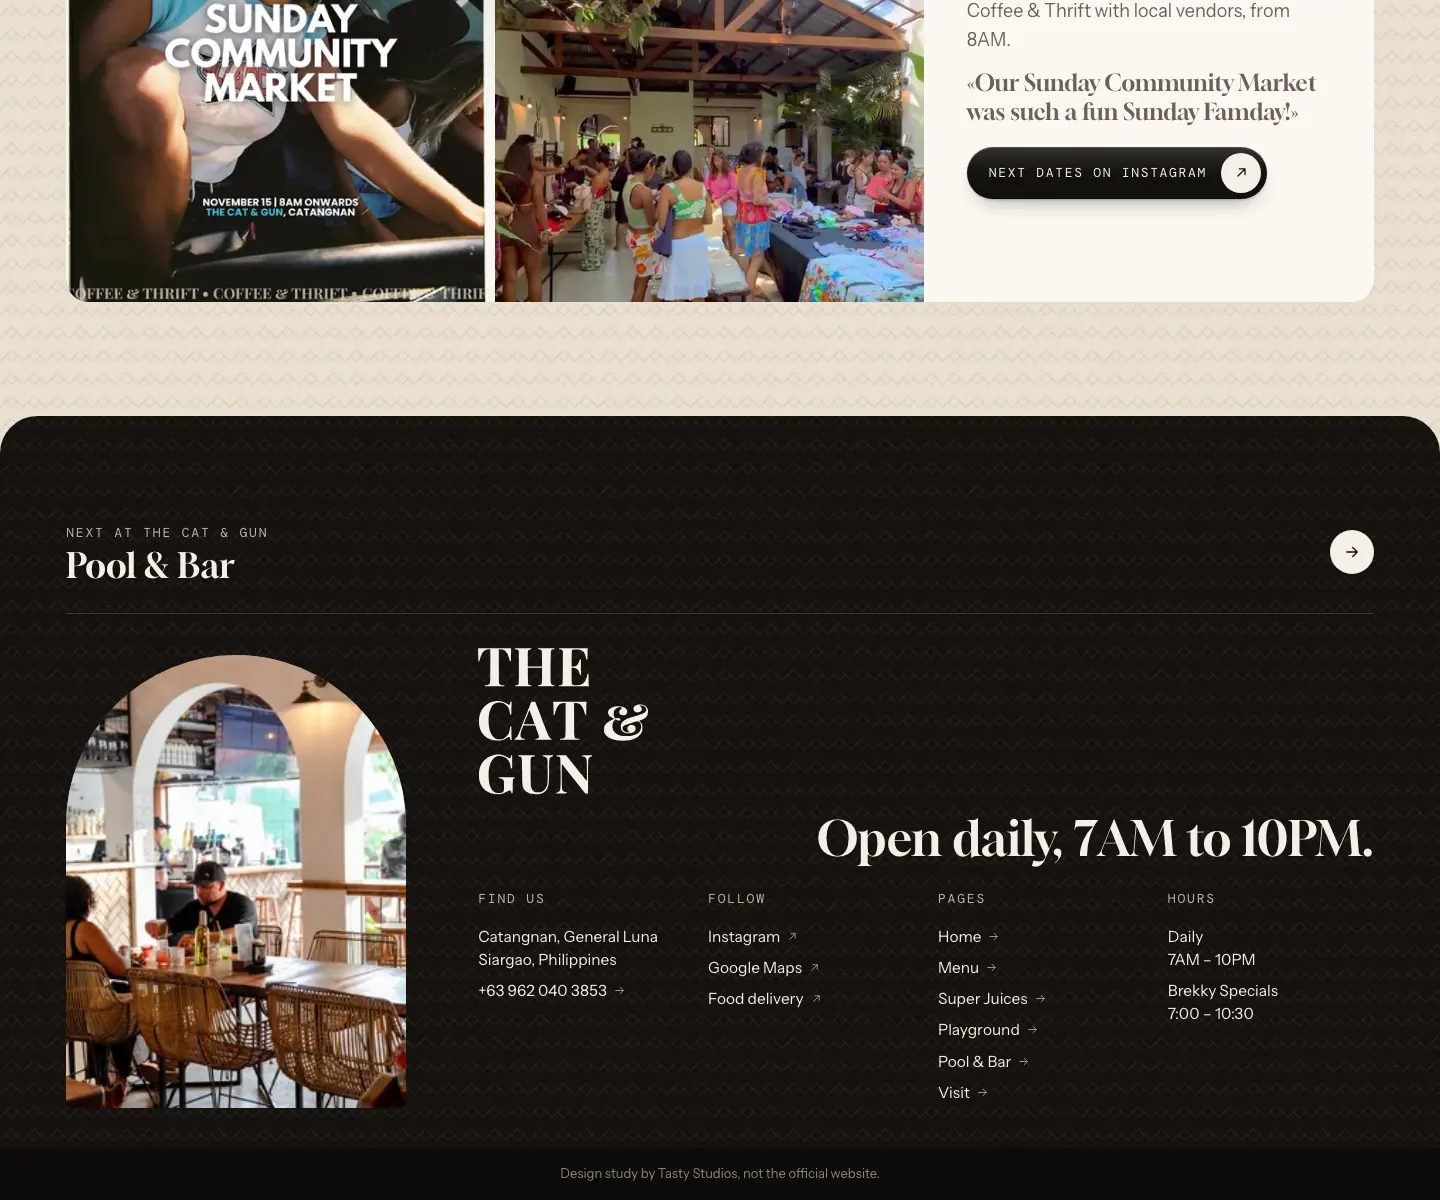 SUNDAY
COMMUNITY
MARKET
NOVEMBER 15 | 8AM ONWARDS
THE CAT & GUN, CATANGNAN
COFFEE & THRIFT • COFFEE & THRIFT • COFFEE & THRIF
Coffee & Thrift with local vendors, from
8AM.
«Our Sunday Community Market
was such a fun Sunday Famday!»
NEXT DATES ON INSTAGRAM ↗
NEXT AT THE CAT & GUN
Pool & Bar →
THE
CAT &
GUN
Open daily, 7AM to 10PM.
FIND US
Catangnan, General Luna
Siargao, Philippines
+63 962 040 3853 →
FOLLOW
Instagram ↗
Google Maps ↗
Food delivery ↗
PAGES
Home →
Menu →
Super Juices →
Playground →
Pool & Bar →
Visit →
HOURS
Daily
7AM – 10PM
Brekky Specials
7:00 – 10:30
Design study by Tasty Studios, not the official website.